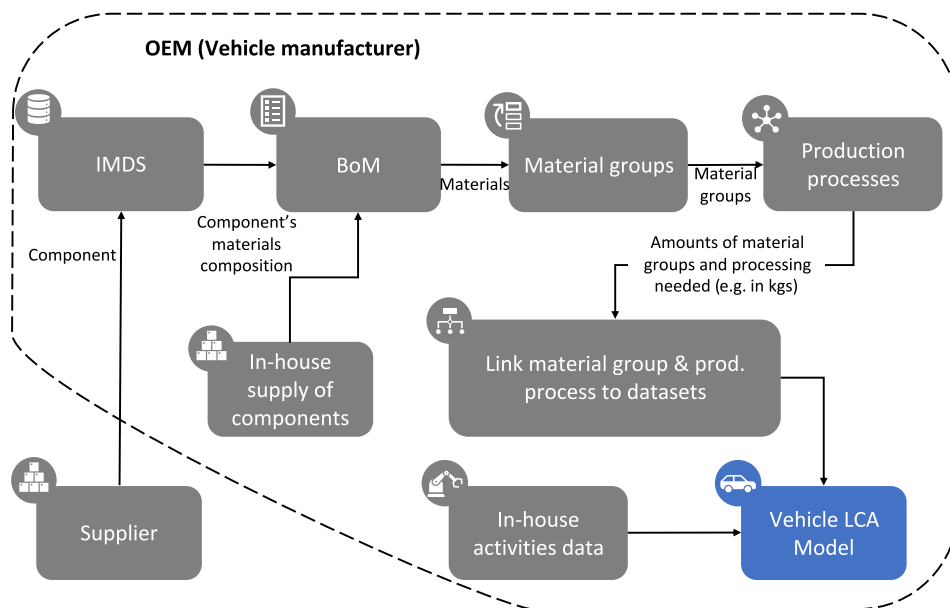 OEM (Vehicle manufacturer)
IMDS
BoM
Material groups
Production
processes
Materials
Material
groups
Component's
materials
composition
Component
Amounts of material
groups and processing
needed (e.g. in kgs)
In-house
supply of
components
Link material group & prod.
process to datasets
Supplier
In-house
activities data
Vehicle LCA
Model